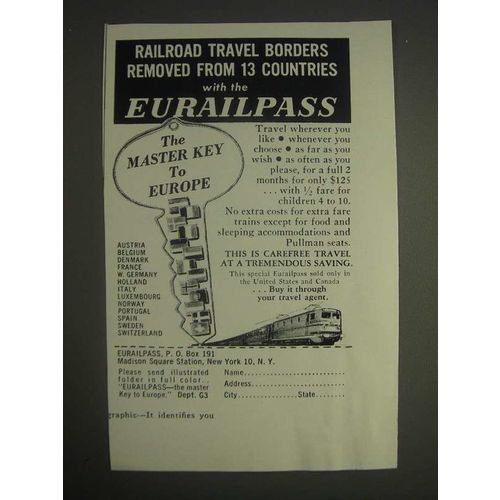 RAILROAD TRAVEL BORDERS
REMOVED FROM 13 COUNTRIES
with the
EURAILPASS
The
MASTER KEY
To
EUROPE
Travel wherever you
like • whenever you
choose • as far as you
wish • as often as you
please, for a full 2
months for only $125
... with ½ fare for
children 4 to 10.
No extra costs for extra fare
trains except for food and
sleeping accommodations and
Pullman seats.
THIS IS CAREFREE TRAVEL
AT A TREMENDOUS SAVING.
This special Eurailpass sold only in
the United States and Canada
... Buy it through
your travel agent.
AUSTRIA
BELGIUM
DENMARK
FRANCE
W. GERMANY
HOLLAND
ITALY
LUXEMBOURG
NORWAY
PORTUGAL
SPAIN
SWEDEN
SWITZERLAND
EURAILPASS, P. O. Box 191
Madison Square Station, New York 10, N. Y.
Please send illustrated
folder in full color..
"EURAILPASS—the master
Key to Europe." Dept. G3
Name
Address
City State
graphic—It identifies you